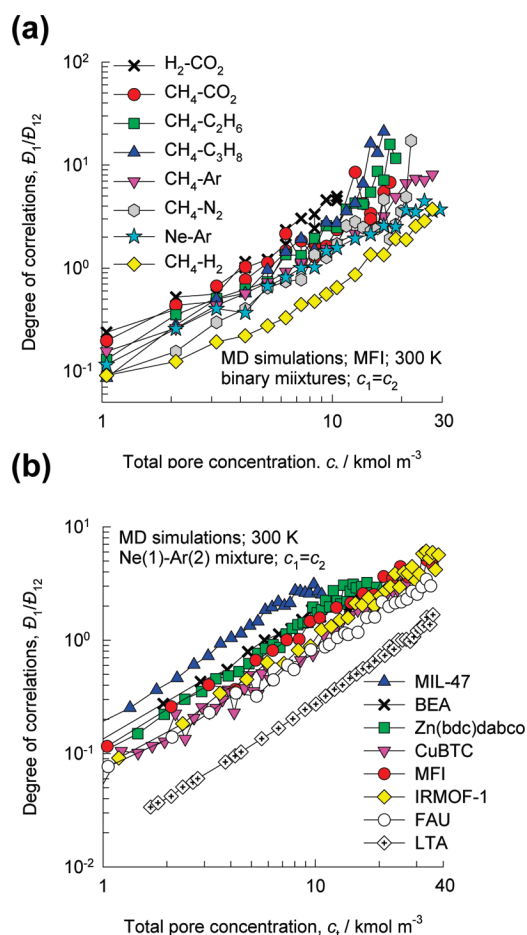 (a)
10²
10¹
10⁰
10⁻¹
Degree of correlations, Đ₁/Đ₁₂
H₂-CO₂
CH₄-CO₂
CH₄-C₂H₆
CH₄-C₃H₈
CH₄-Ar
CH₄-N₂
Ne-Ar
CH₄-H₂
MD simulations; MFI; 300 K
binary miixtures; c₁=c₂
1
10
30
Total pore concentration, cₜ / kmol m⁻³
(b)
10¹
10⁰
10⁻¹
10⁻²
Degree of correlations, Đ₁/Đ₁₂
MD simulations; 300 K
Ne(1)-Ar(2) mixture; c₁=c₂
MIL-47
BEA
Zn(bdc)dabco
CuBTC
MFI
IRMOF-1
FAU
LTA
1
10
40
Total pore concentration, cₜ / kmol m⁻³